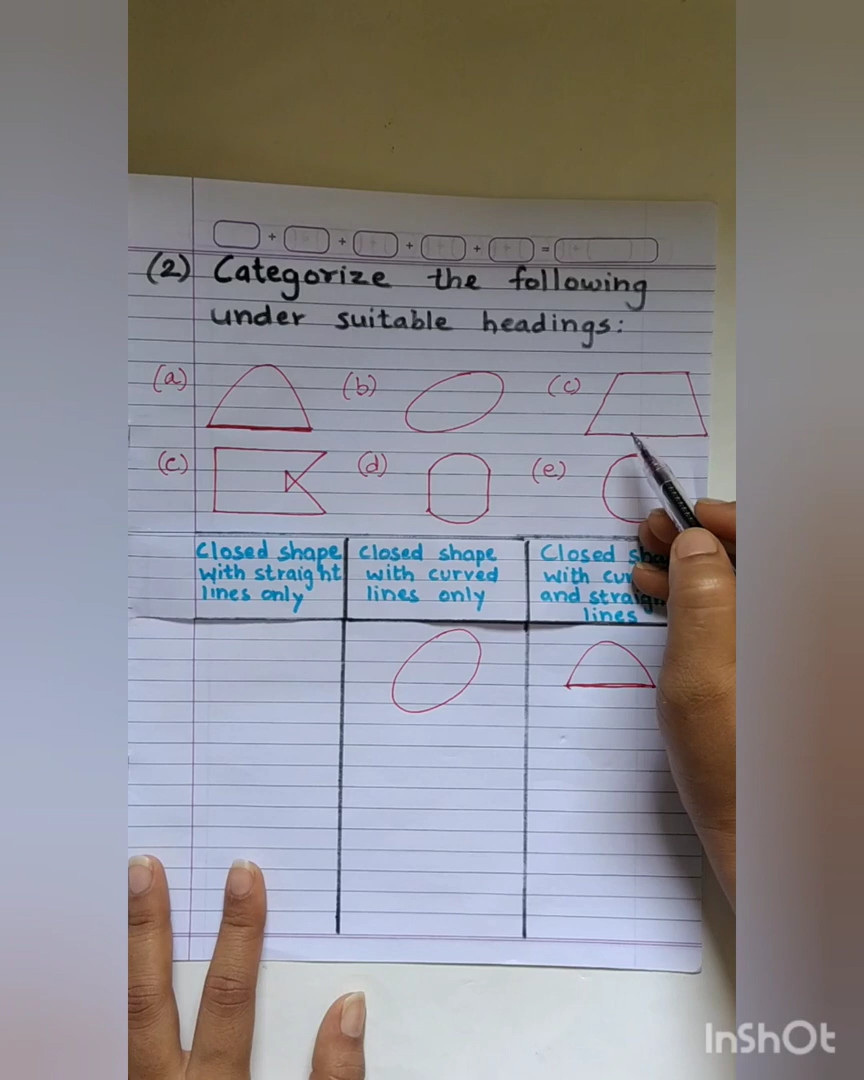 + + + + =
(2) Categorize the following
under suitable headings:
(a) (b) (c)
(c) (d) (e)
Closed shape
with straight
lines only
Closed shape
with curved
lines only
Closed
with
and
lines
InShOt